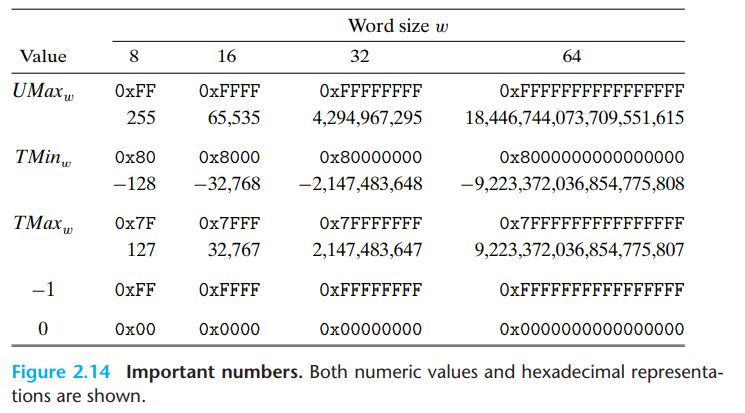 Word size w
Value 8 16 32 64
UMax_w 0xFF 0xFFFF 0xFFFFFFFF 0xFFFFFFFFFFFFFFFF
255 65,535 4,294,967,295 18,446,744,073,709,551,615
TMin_w 0x80 0x8000 0x80000000 0x8000000000000000
−128 −32,768 −2,147,483,648 −9,223,372,036,854,775,808
TMax_w 0x7F 0x7FFF 0x7FFFFFFF 0x7FFFFFFFFFFFFFFF
127 32,767 2,147,483,647 9,223,372,036,854,775,807
−1 0xFF 0xFFFF 0xFFFFFFFF 0xFFFFFFFFFFFFFFFF
0 0x00 0x0000 0x00000000 0x0000000000000000
Figure 2.14 Important numbers. Both numeric values and hexadecimal representa-
tions are shown.